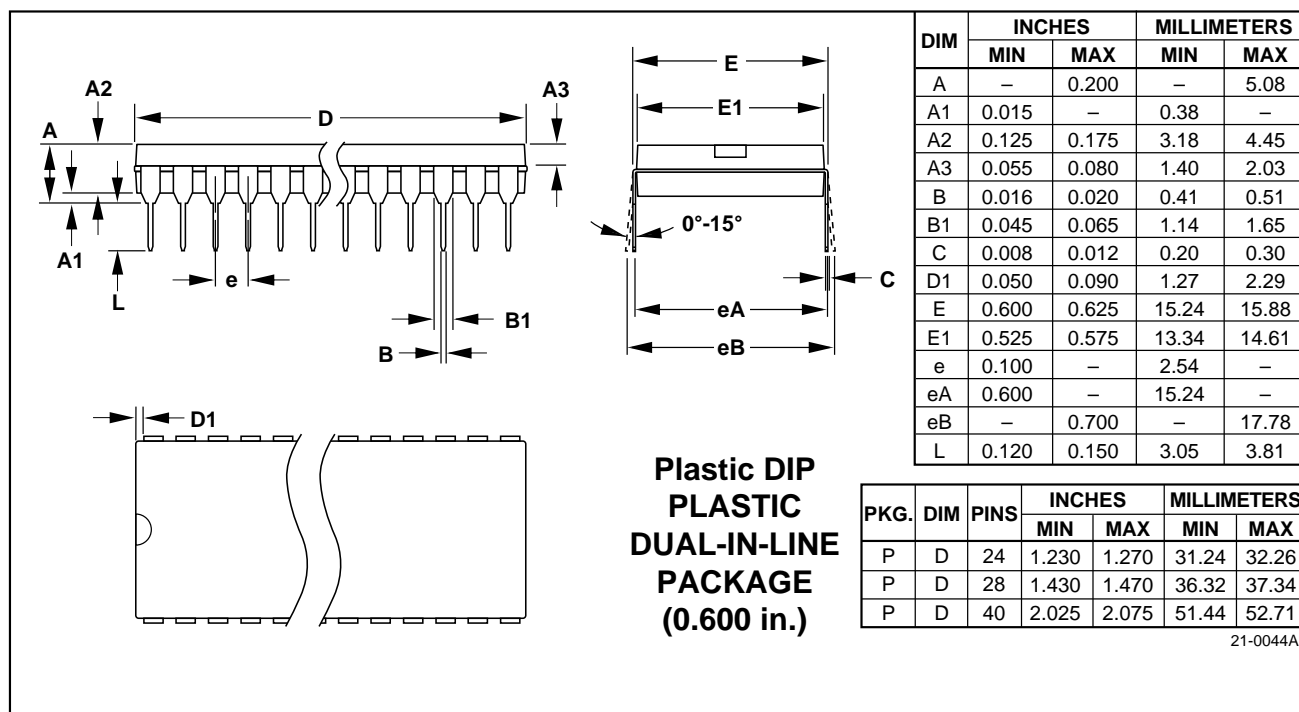 A2
A
D
A3
A1
L
e
B1
B
E
E1
0°-15°
C
eA
eB
D1
Plastic DIP
PLASTIC
DUAL-IN-LINE
PACKAGE
(0.600 in.)
DIM INCHES MILLIMETERS
MIN MAX MIN MAX
A – 0.200 – 5.08
A1 0.015 – 0.38 –
A2 0.125 0.175 3.18 4.45
A3 0.055 0.080 1.40 2.03
B 0.016 0.020 0.41 0.51
B1 0.045 0.065 1.14 1.65
C 0.008 0.012 0.20 0.30
D1 0.050 0.090 1.27 2.29
E 0.600 0.625 15.24 15.88
E1 0.525 0.575 13.34 14.61
e 0.100 – 2.54 –
eA 0.600 – 15.24 –
eB – 0.700 – 17.78
L 0.120 0.150 3.05 3.81
PKG. DIM PINS INCHES MILLIMETERS
MIN MAX MIN MAX
P D 24 1.230 1.270 31.24 32.26
P D 28 1.430 1.470 36.32 37.34
P D 40 2.025 2.075 51.44 52.71
21-0044A